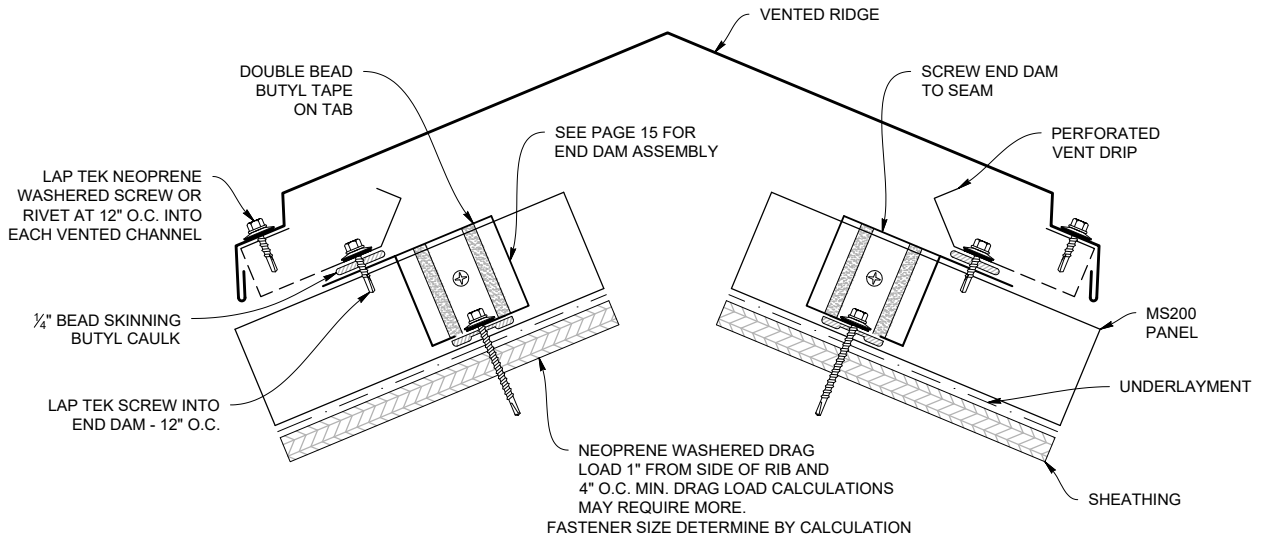 VENTED RIDGE
DOUBLE BEAD
BUTYL TAPE
ON TAB
SCREW END DAM
TO SEAM
SEE PAGE 15 FOR
END DAM ASSEMBLY
PERFORATED
VENT DRIP
LAP TEK NEOPRENE
WASHERED SCREW OR
RIVET AT 12" O.C. INTO
EACH VENTED CHANNEL
¼" BEAD SKINNING
BUTYL CAULK
MS200
PANEL
UNDERLAYMENT
LAP TEK SCREW INTO
END DAM - 12" O.C.
NEOPRENE WASHERED DRAG
LOAD 1" FROM SIDE OF RIB AND
4" O.C. MIN. DRAG LOAD CALCULATIONS
MAY REQUIRE MORE.
FASTENER SIZE DETERMINE BY CALCULATION
SHEATHING